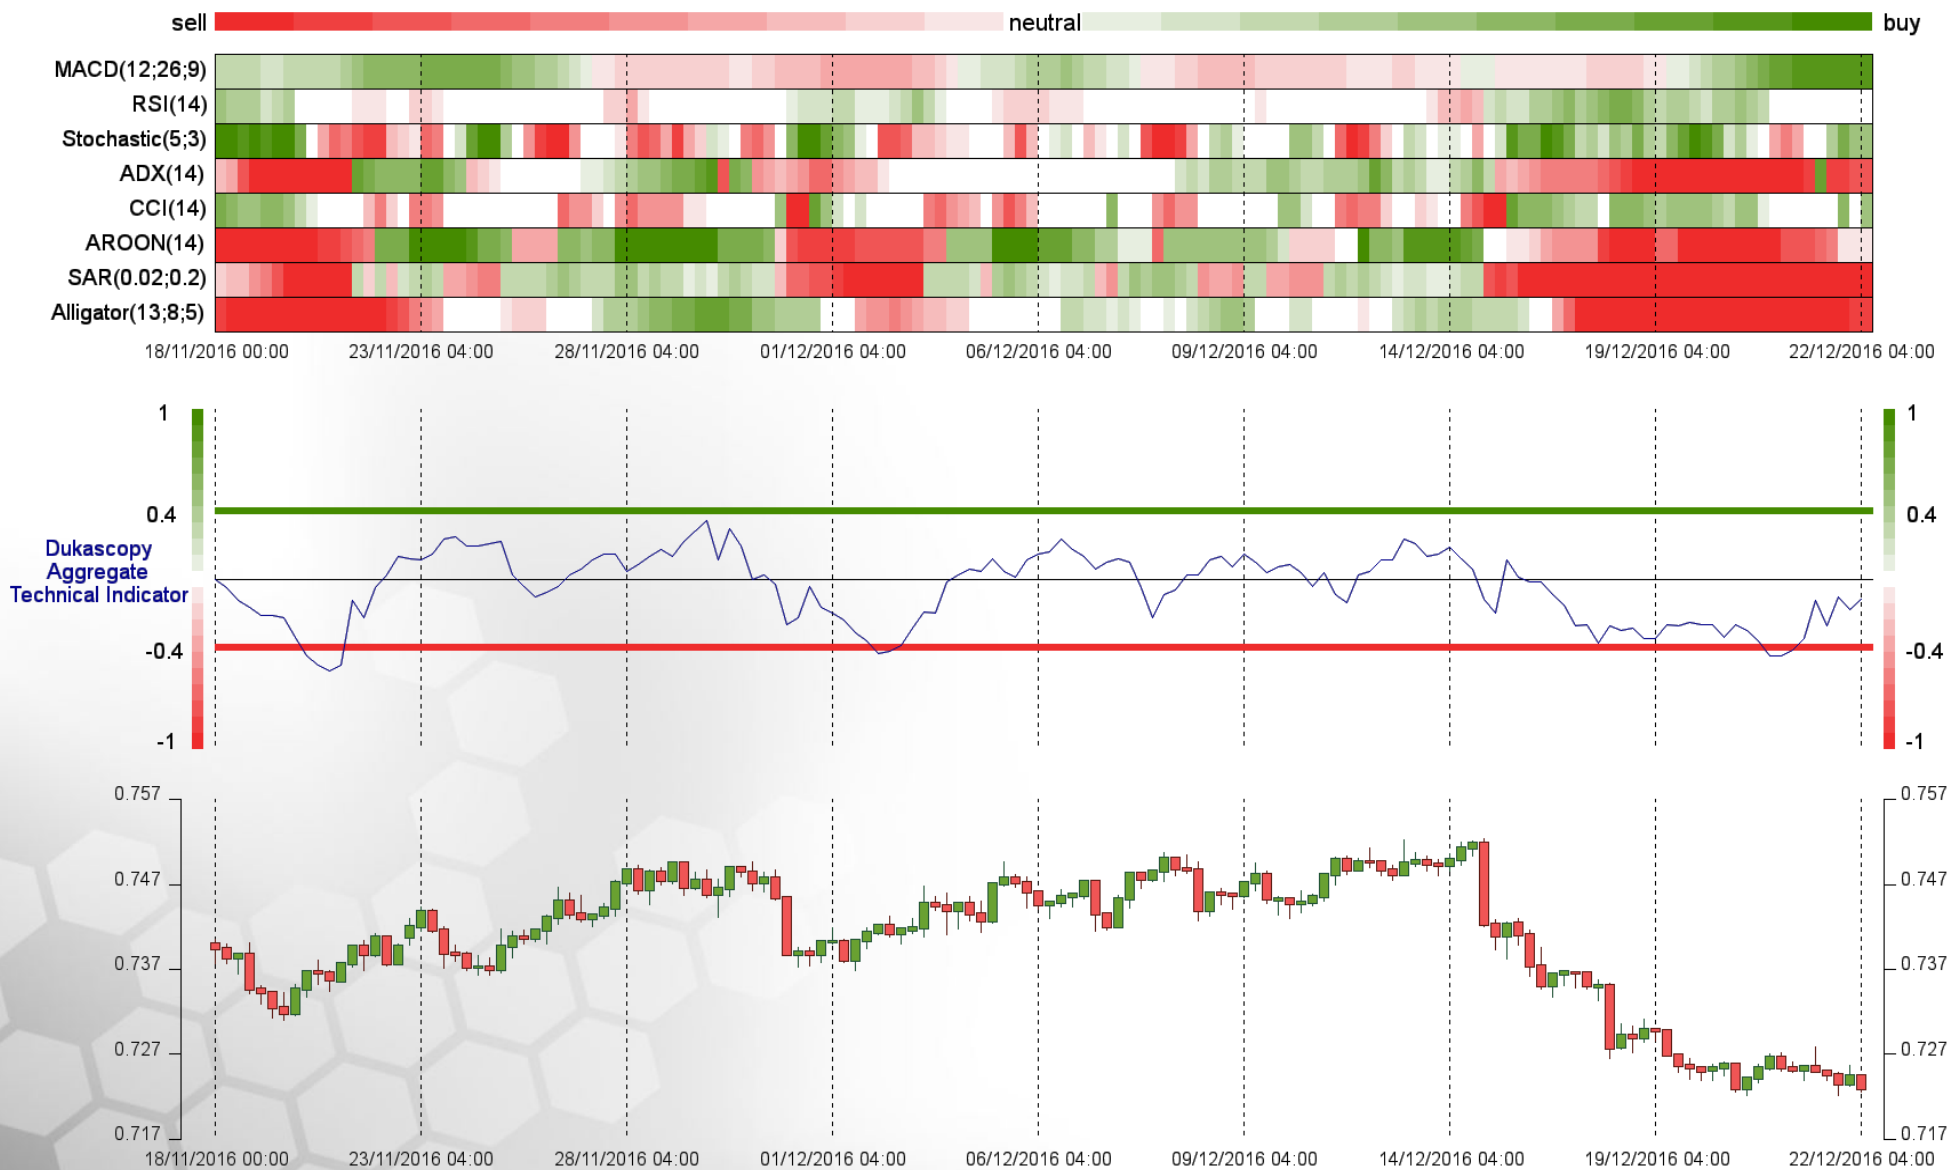 sell neutral buy
MACD(12;26;9)
RSI(14)
Stochastic(5;3)
ADX(14)
CCI(14)
AROON(14)
SAR(0.02;0.2)
Alligator(13;8;5)
18/11/2016 00:00 23/11/2016 04:00 28/11/2016 04:00 01/12/2016 04:00 06/12/2016 04:00 09/12/2016 04:00 14/12/2016 04:00 19/12/2016 04:00 22/12/2016 04:00
1 1
0.4 0.4
Dukascopy
Aggregate
Technical Indicator
-0.4 -0.4
-1 -1
0.757 0.757
0.747 0.747
0.737 0.737
0.727 0.727
0.717 0.717
18/11/2016 00:00 23/11/2016 04:00 28/11/2016 04:00 01/12/2016 04:00 06/12/2016 04:00 09/12/2016 04:00 14/12/2016 04:00 19/12/2016 04:00 22/12/2016 04:00